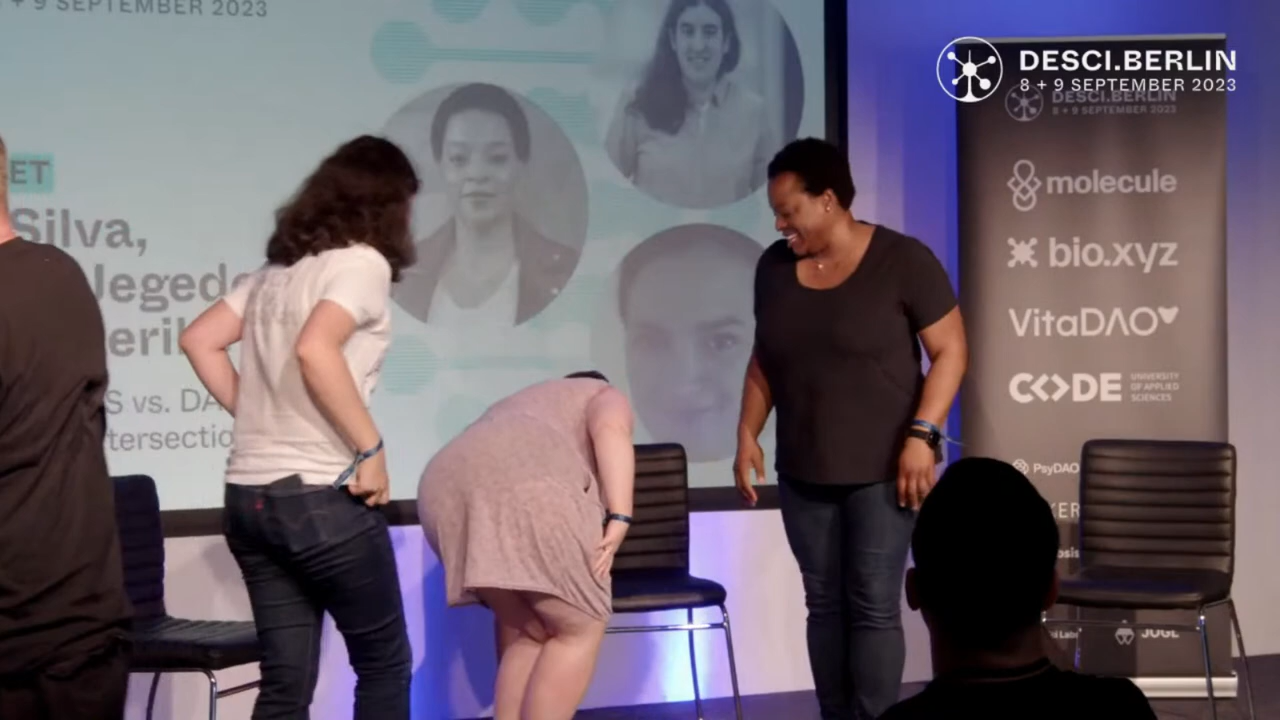 + 9 SEPTEMBER 2023
ET
Silva,
Jegede
erik
S vs. DA
tersectio
DESCI.BERLIN
8 + 9 SEPTEMBER 2023
DESCI.BERLIN
8 + 9 SEPTEMBER 2023
molecule
bio.xyz
VitaDAO
CODE UNIVERSITY OF APPLIED SCIENCES
PsyDAO
JOGL